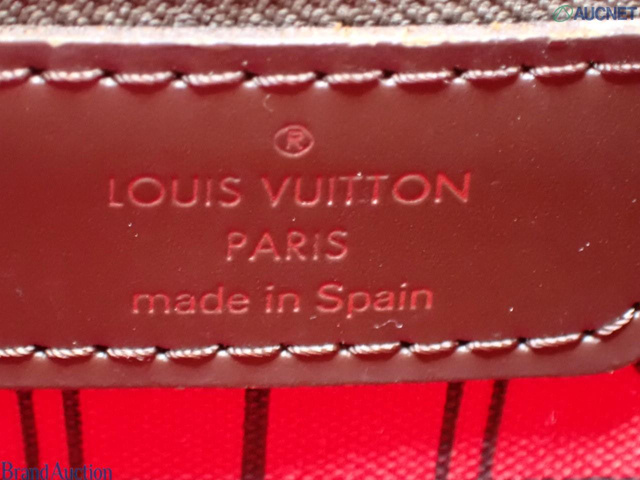 AUCNET
®
LOUIS VUITTON
PARIS
made in Spain
Brand Auction